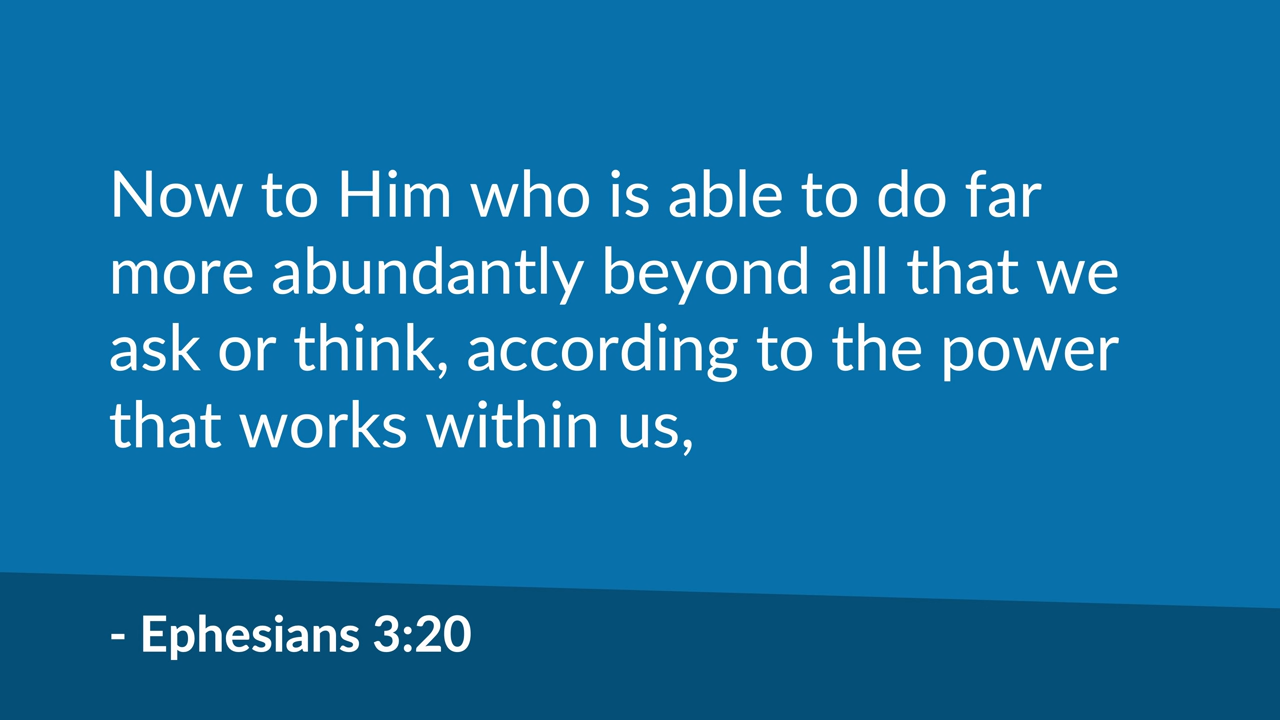 Now to Him who is able to do far
more abundantly beyond all that we
ask or think, according to the power
that works within us,
- Ephesians 3:20